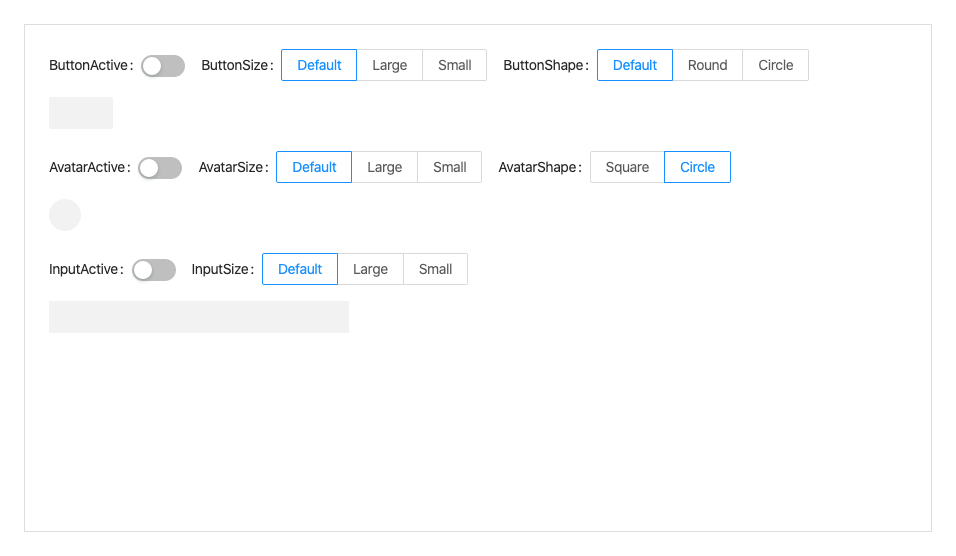 ButtonActive: ButtonSize: Default Large Small ButtonShape: Default Round Circle
AvatarActive: AvatarSize: Default Large Small AvatarShape: Square Circle
InputActive: InputSize: Default Large Small